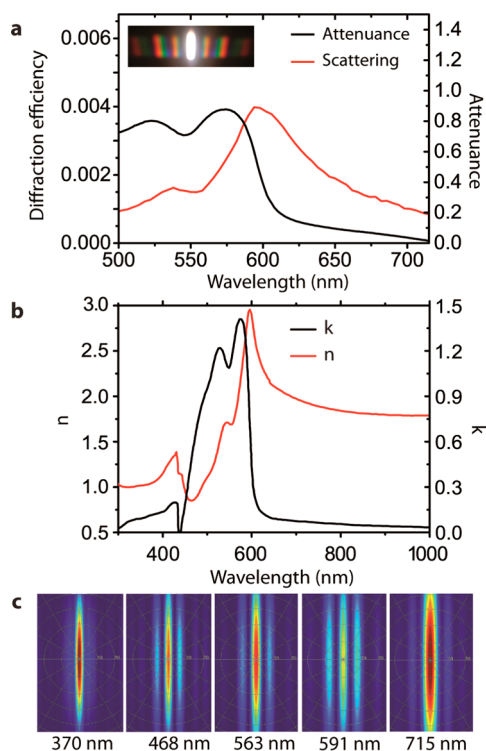 a
0.006
0.004
0.002
0.000
Diffraction efficiency
Attenuance
Scattering
1.4
1.2
1.0
0.8
0.6
0.4
0.2
0.0
Attenuance
500 550 600 650 700
Wavelength (nm)
b
3.0
2.5
2.0
1.5
1.0
0.5
n
k
n
1.5
1.2
0.9
0.6
0.3
0.0
k
400 600 800 1000
Wavelength (nm)
c
370 nm 468 nm 563 nm 591 nm 715 nm